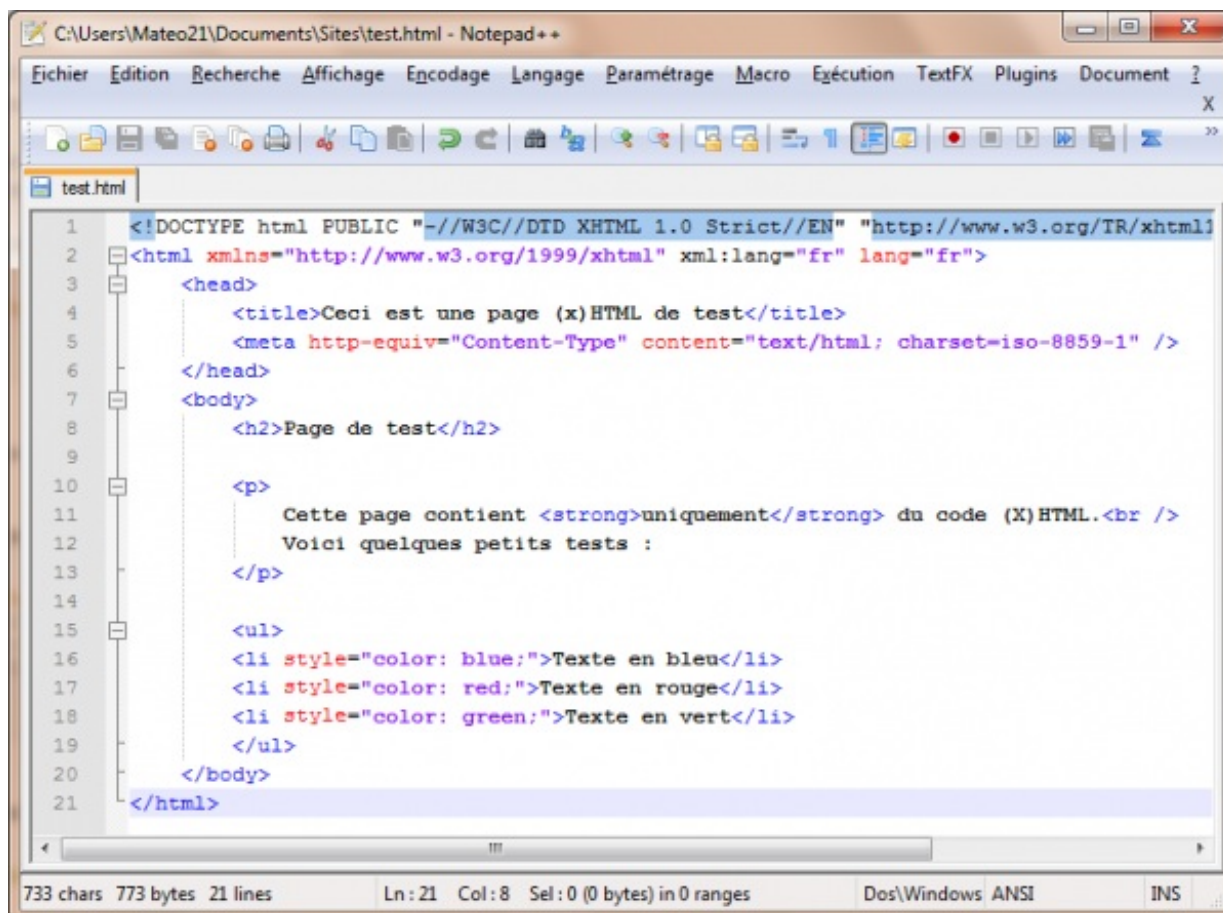 C:\Users\Mateo21\Documents\Sites\test.html - Notepad++
Fichier Edition Recherche Affichage Encodage Langage Paramétrage Macro Exécution TextFX Plugins Document ?
X
test.html
1 <!DOCTYPE html PUBLIC "-//W3C//DTD XHTML 1.0 Strict//EN" "http://www.w3.org/TR/xhtml1
2 <html xmlns="http://www.w3.org/1999/xhtml" xml:lang="fr" lang="fr">
3 <head>
4 <title>Ceci est une page (x)HTML de test</title>
5 <meta http-equiv="Content-Type" content="text/html; charset=iso-8859-1" />
6 </head>
7 <body>
8 <h2>Page de test</h2>
9
10 <p>
11 Cette page contient <strong>uniquement</strong> du code (X)HTML.<br />
12 Voici quelques petits tests :
13 </p>
14
15 <ul>
16 <li style="color: blue;">Texte en bleu</li>
17 <li style="color: red;">Texte en rouge</li>
18 <li style="color: green;">Texte en vert</li>
19 </ul>
20 </body>
21 </html>
733 chars 773 bytes 21 lines Ln : 21 Col : 8 Sel : 0 (0 bytes) in 0 ranges Dos\Windows ANSI INS